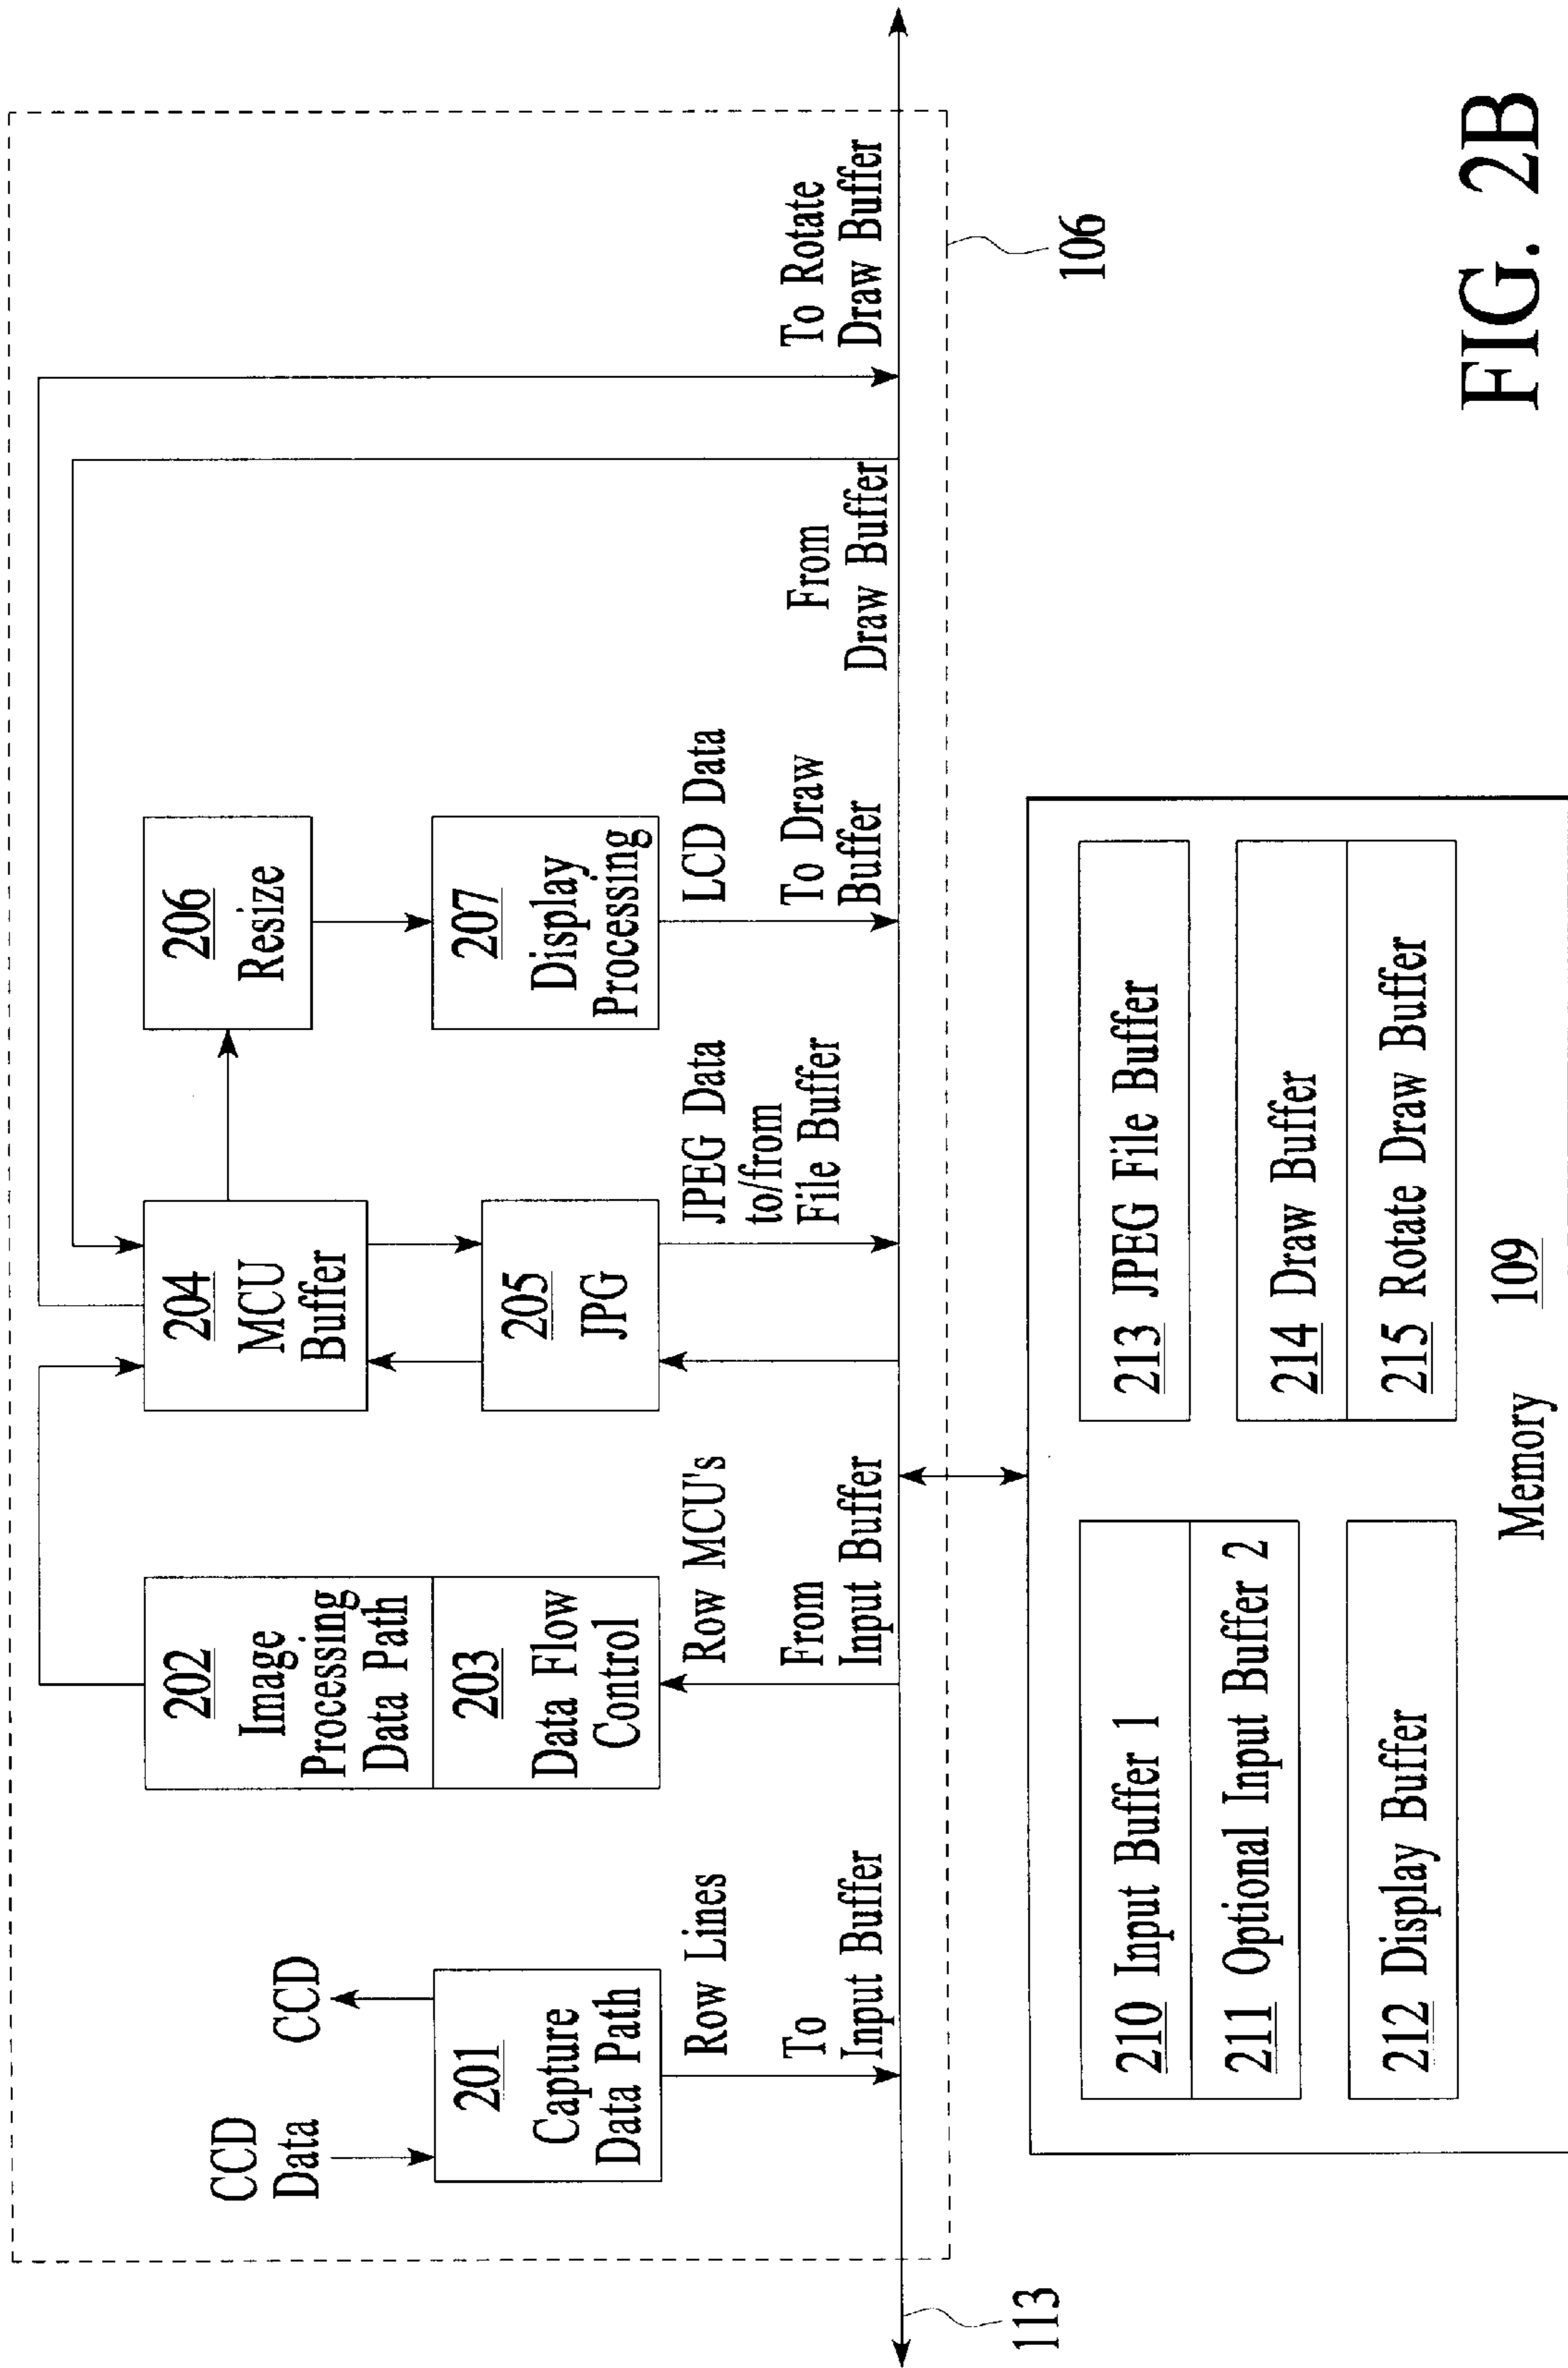 CCD
Data
CCD
201
Capture
Data Path
Row Lines
To
Input Buffer
202
Image
Processing
Data Path
203
Data Flow
Control
Row MCU's
From
Input Buffer
204
MCU
Buffer
205
JPG
JPEG Data
to/from
File Buffer
206
Resize
207
Display
Processing
LCD Data
To Draw
Buffer
From
Draw Buffer
To Rotate
Draw Buffer
106
113
210 Input Buffer 1
211 Optional Input Buffer 2
212 Display Buffer
213 JPEG File Buffer
214 Draw Buffer
215 Rotate Draw Buffer
Memory 109
FIG. 2B